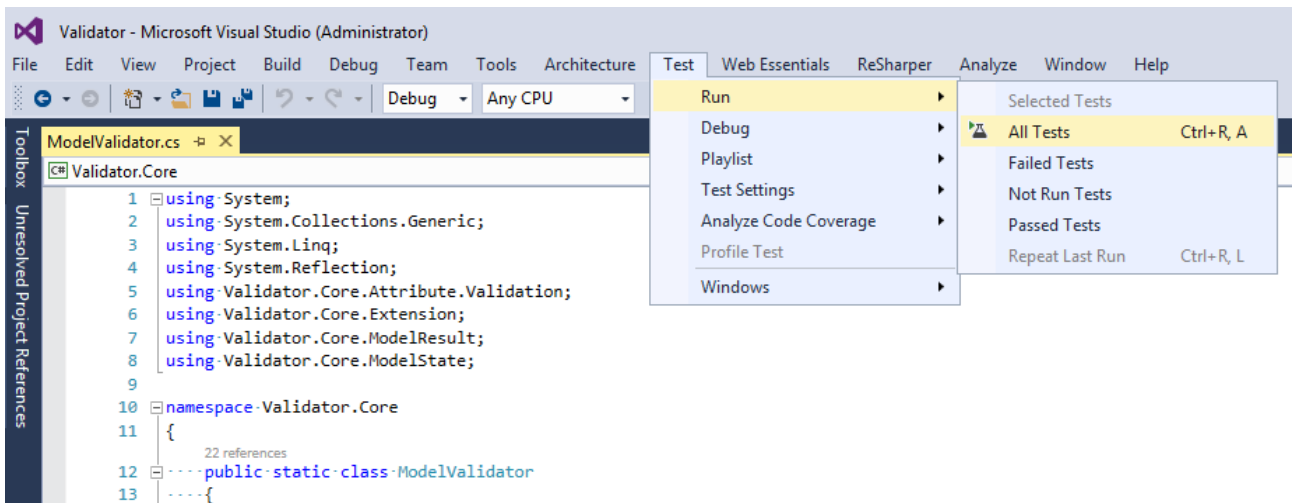 Validator - Microsoft Visual Studio (Administrator)
File Edit View Project Build Debug Team Tools Architecture Test Web Essentials ReSharper Analyze Window Help
Debug Any CPU
Run
Debug
Playlist
Test Settings
Analyze Code Coverage
Profile Test
Windows
Selected Tests
All Tests Ctrl+R, A
Failed Tests
Not Run Tests
Passed Tests
Repeat Last Run Ctrl+R, L
Toolbox
Unresolved Project References
ModelValidator.cs
C# Validator.Core
1 using·System;
2 using·System.Collections.Generic;
3 using·System.Linq;
4 using·System.Reflection;
5 using·Validator.Core.Attribute.Validation;
6 using·Validator.Core.Extension;
7 using·Validator.Core.ModelResult;
8 using·Validator.Core.ModelState;
9
10 namespace·Validator.Core
11 {
22 references
12 ····public·static·class·ModelValidator
13 ····{